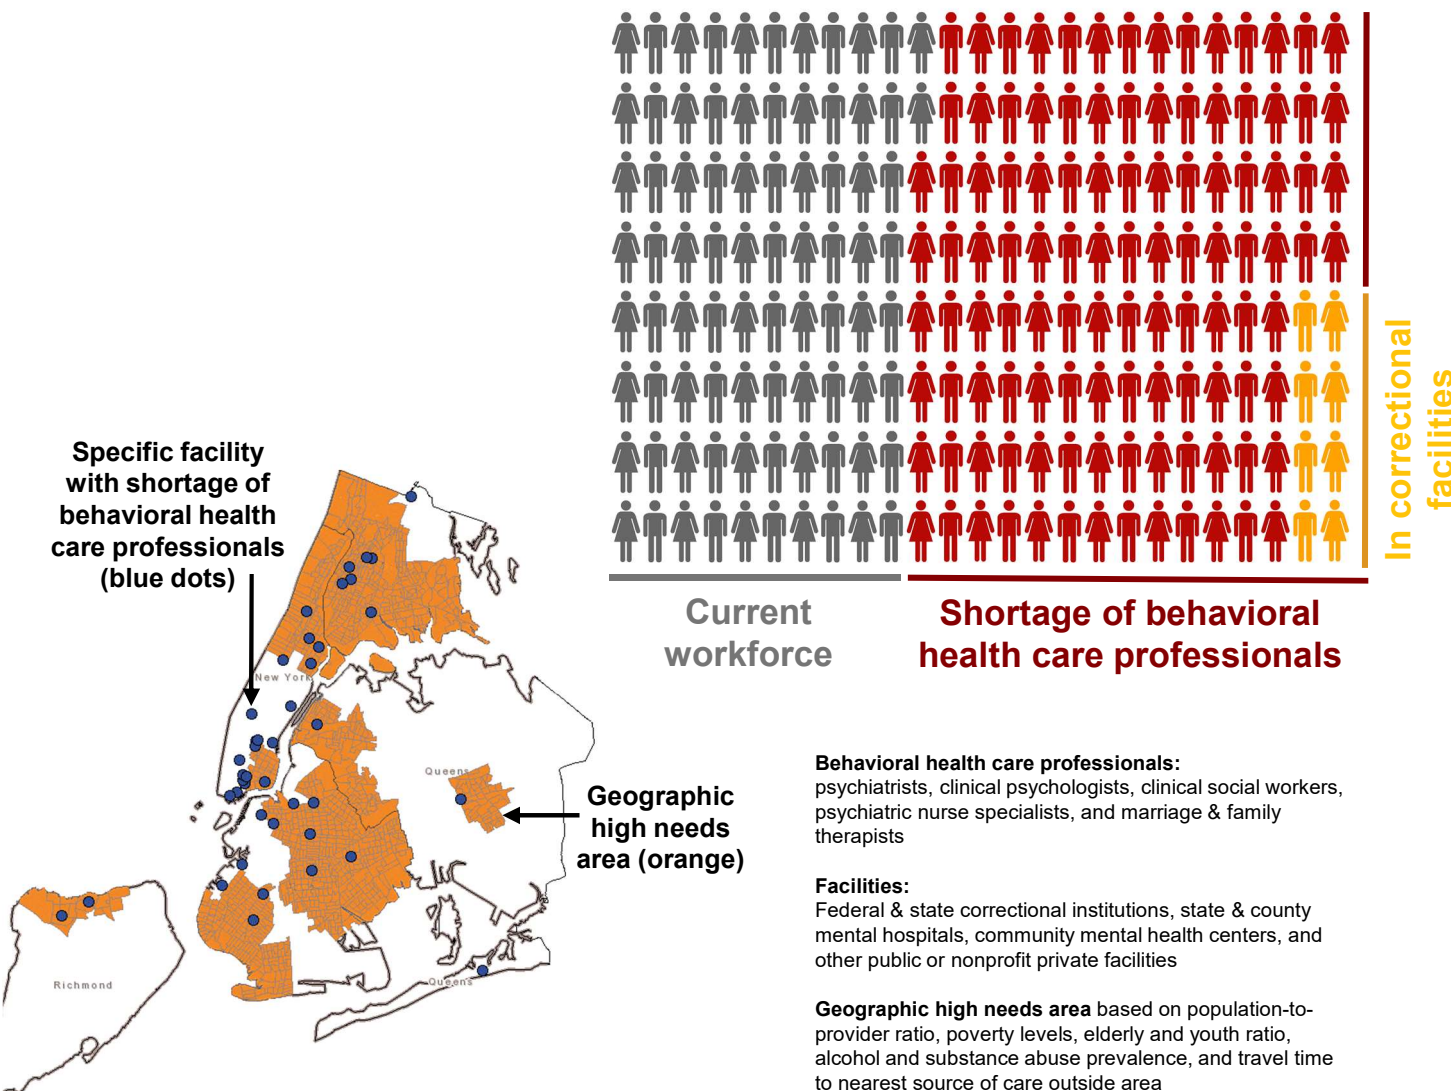 In correctional
facilities
Specific facility
with shortage of
behavioral health
care professionals
(blue dots)
Current
workforce
Shortage of behavioral
health care professionals
New York
Queens
Geographic
high needs
area (orange)
Richmond
Queens
Behavioral health care professionals:
psychiatrists, clinical psychologists, clinical social workers,
psychiatric nurse specialists, and marriage & family
therapists
Facilities:
Federal & state correctional institutions, state & county
mental hospitals, community mental health centers, and
other public or nonprofit private facilities
Geographic high needs area based on population-to-
provider ratio, poverty levels, elderly and youth ratio,
alcohol and substance abuse prevalence, and travel time
to nearest source of care outside area